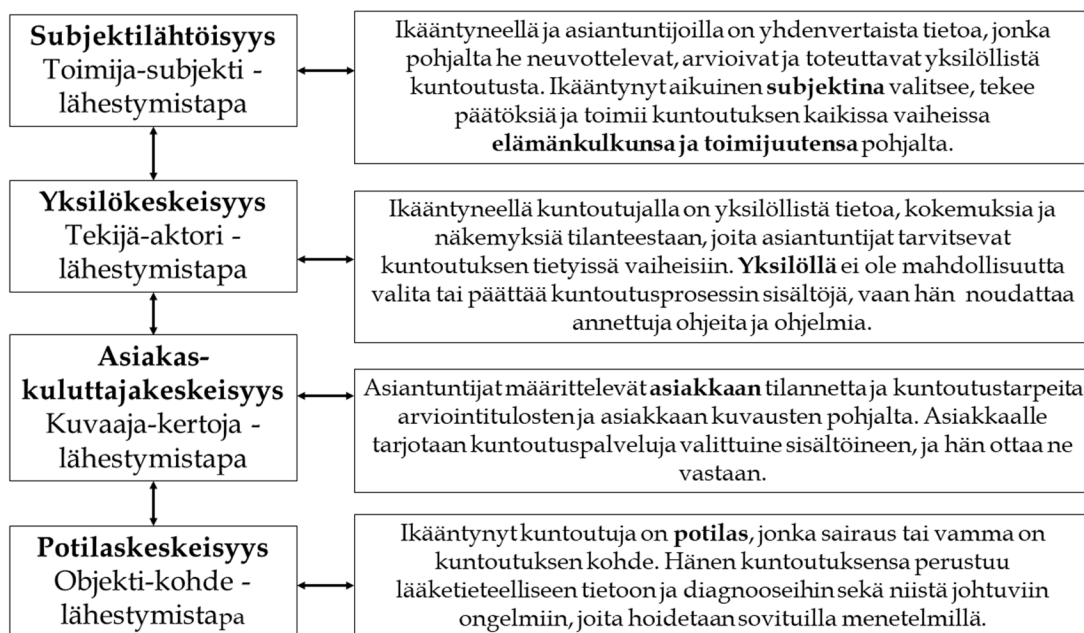 Subjektilähtöisyys
Toimija-subjekti -
lähestymistapa
Ikääntyneellä ja asiantuntijoilla on yhdenvertaista tietoa, jonka
pohjalta he neuvottelevat, arvioivat ja toteuttavat yksilöllistä
kuntoutusta. Ikääntynyt aikuinen subjektina valitsee, tekee
päätöksiä ja toimii kuntoutuksen kaikissa vaiheissa
elämänkulkunsa ja toimijuutensa pohjalta.
Yksilökeskeisyys
Tekijä-aktori -
lähestymistapa
Ikääntyneellä kuntoutujalla on yksilöllistä tietoa, kokemuksia ja
näkemyksiä tilanteestaan, joita asiantuntijat tarvitsevat
kuntoutuksen tietyissä vaiheisiin. Yksilöllä ei ole mahdollisuutta
valita tai päättää kuntoutusprosessin sisältöjä, vaan hän noudattaa
annettuja ohjeita ja ohjelmia.
Asiakas-
kuluttajakeskeisyys
Kuvaaja-kertoja -
lähestymistapa
Asiantuntijat määrittelevät asiakkaan tilannetta ja kuntoutustarpeita
arviointitulosten ja asiakkaan kuvausten pohjalta. Asiakkaalle
tarjotaan kuntoutuspalveluja valittuine sisältöineen, ja hän ottaa ne
vastaan.
Potilaskeskeisyys
Objekti-kohde -
lähestymistapa
Ikääntynyt kuntoutuja on potilas, jonka sairaus tai vamma on
kuntoutuksen kohde. Hänen kuntoutuksensa perustuu
lääketieteelliseen tietoon ja diagnooseihin sekä niistä johtuviin
ongelmiin, joita hoidetaan sovituilla menetelmillä.